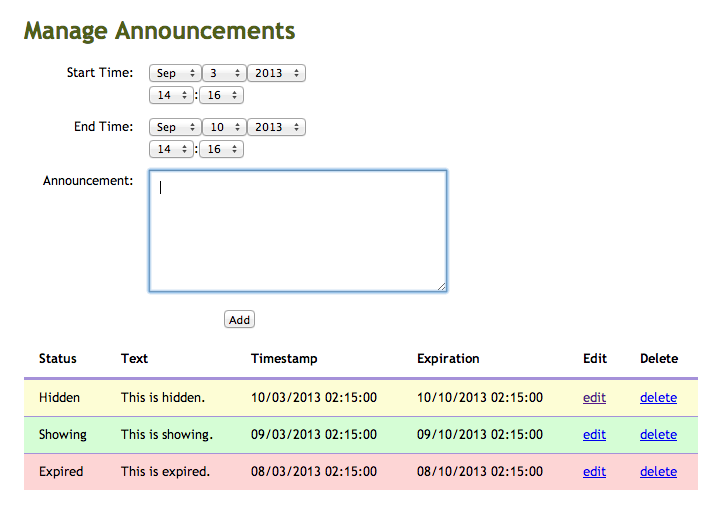 Manage Announcements
Start Time: Sep 3 2013
14 : 16
End Time: Sep 10 2013
14 : 16
Announcement:
Add
Status Text Timestamp Expiration Edit Delete
Hidden This is hidden. 10/03/2013 02:15:00 10/10/2013 02:15:00 edit delete
Showing This is showing. 09/03/2013 02:15:00 09/10/2013 02:15:00 edit delete
Expired This is expired. 08/03/2013 02:15:00 08/10/2013 02:15:00 edit delete